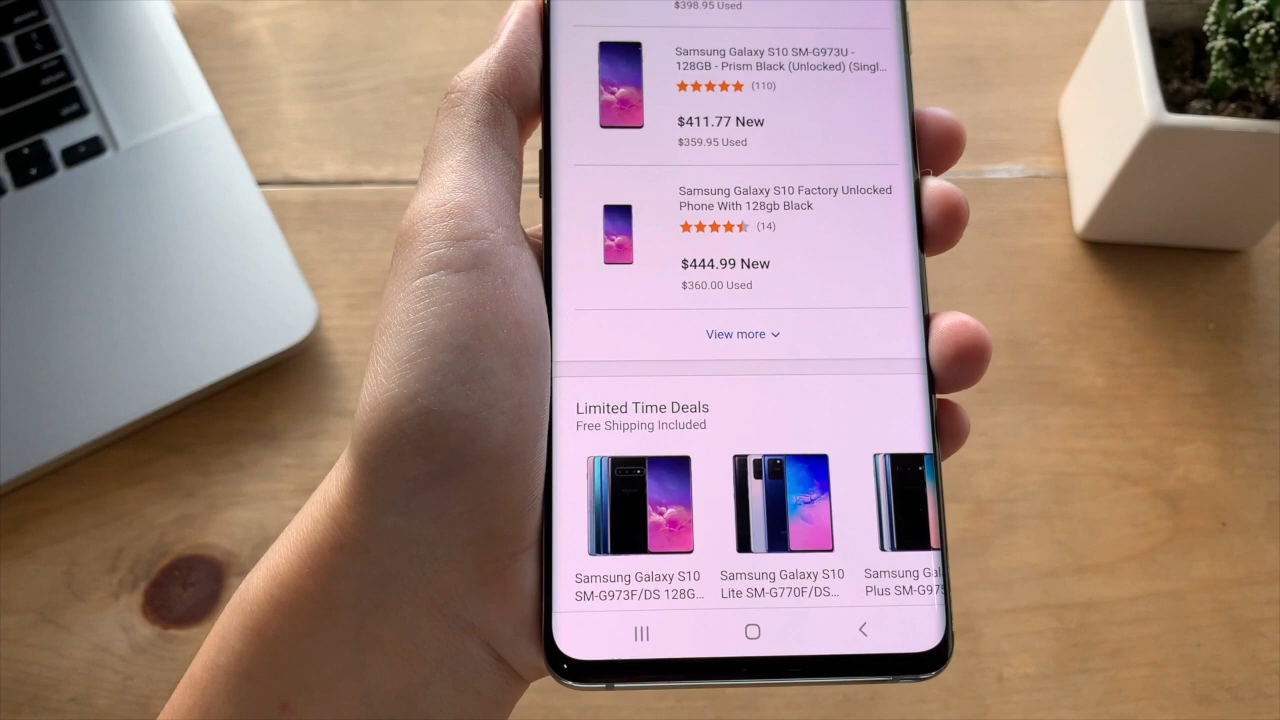 $398.95 Used
Samsung Galaxy S10 SM-G973U -
128GB - Prism Black (Unlocked) (Singl...
(110)
$411.77 New
$359.95 Used
Samsung Galaxy S10 Factory Unlocked
Phone With 128gb Black
(14)
$444.99 New
$360.00 Used
View more
Limited Time Deals
Free Shipping Included
Samsung Galaxy S10
SM-G973F/DS 128G...
Samsung Galaxy S10
Lite SM-G770F/DS...
Samsung Gal
Plus SM-G975